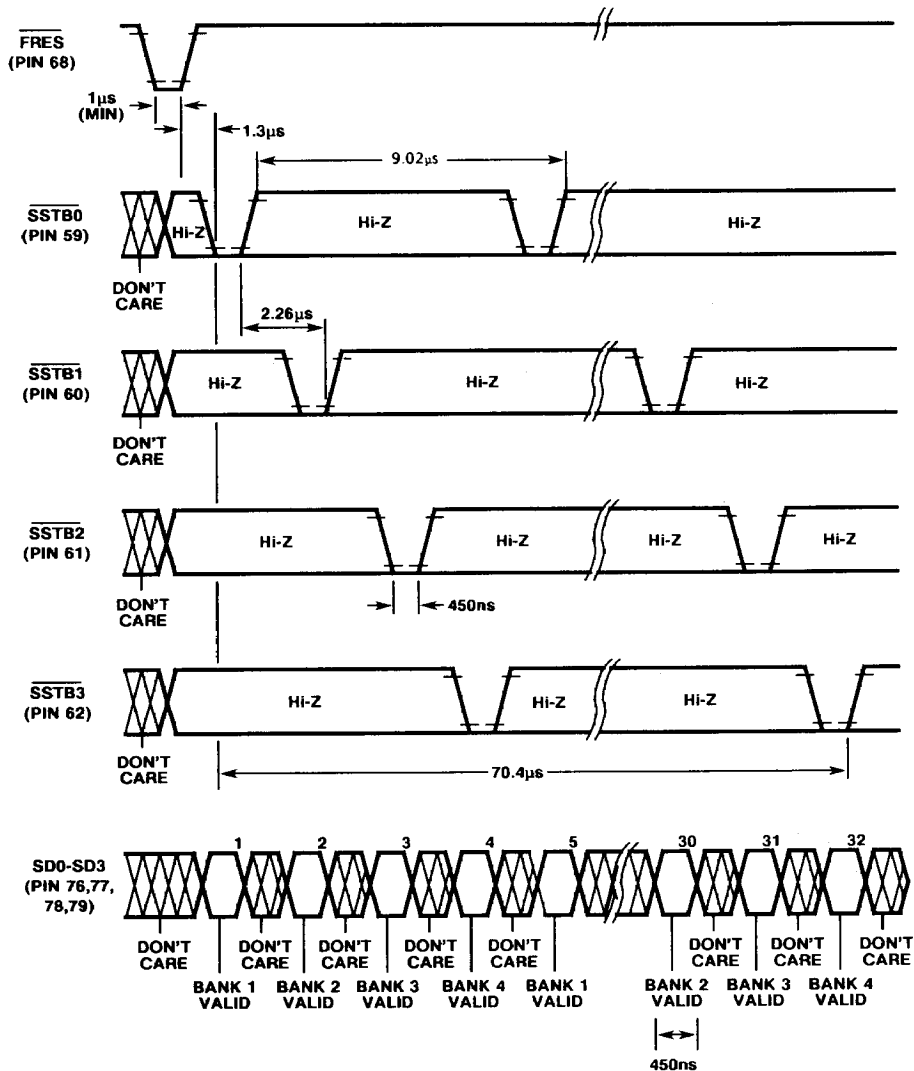 FRES
(PIN 68)
1µs
(MIN)
1.3µs
9.02µs
SSTB0
(PIN 59)
Hi-Z
Hi-Z
Hi-Z
DON'T
CARE
2.26µs
SSTB1
(PIN 60)
Hi-Z
Hi-Z
Hi-Z
DON'T
CARE
SSTB2
(PIN 61)
Hi-Z
Hi-Z
Hi-Z
Hi-Z
DON'T
CARE
450ns
SSTB3
(PIN 62)
Hi-Z
Hi-Z
Hi-Z
DON'T
CARE
70.4µs
1 2 3 4 5 30 31 32
SD0-SD3
(PIN 76,77,
78,79)
DON'T DON'T DON'T DON'T DON'T DON'T DON'T DON'T
CARE CARE CARE CARE CARE CARE CARE CARE
BANK 1 BANK 2 BANK 3 BANK 4 BANK 1 BANK 2 BANK 3 BANK 4
VALID VALID VALID VALID VALID VALID VALID VALID
450ns